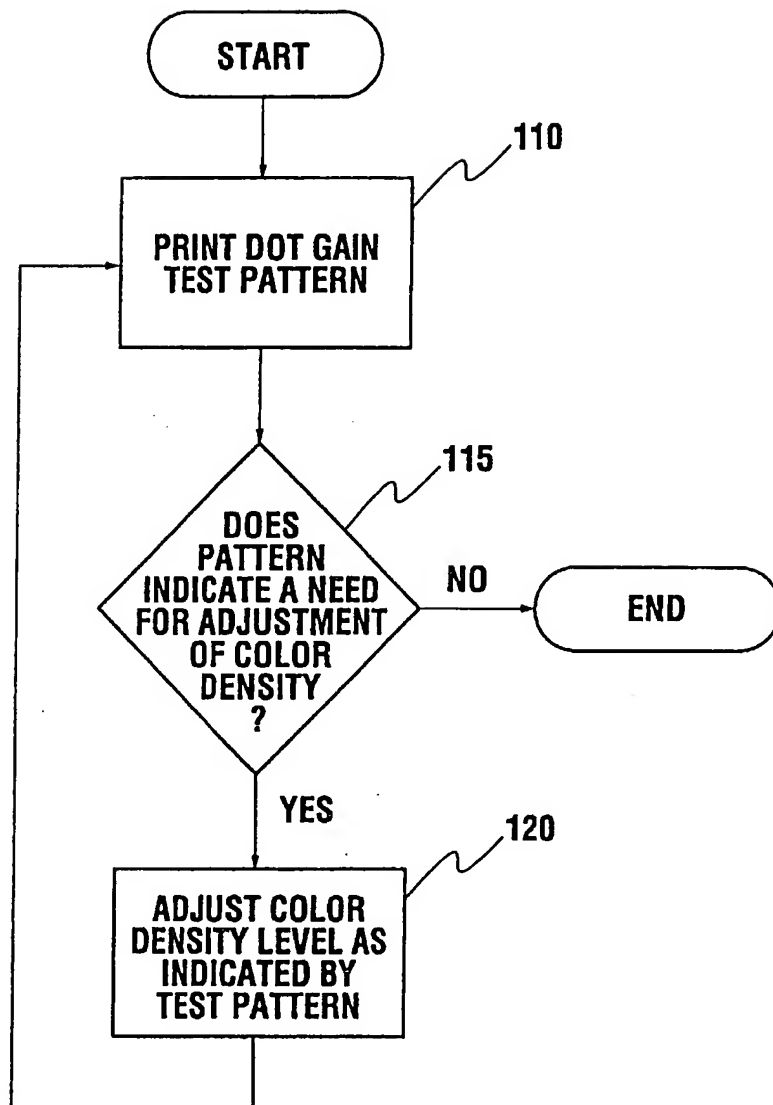 START
110
PRINT DOT GAIN
TEST PATTERN
115
DOES
PATTERN
INDICATE A NEED
FOR ADJUSTMENT
OF COLOR
DENSITY
?
NO
END
YES
120
ADJUST COLOR
DENSITY LEVEL AS
INDICATED BY
TEST PATTERN